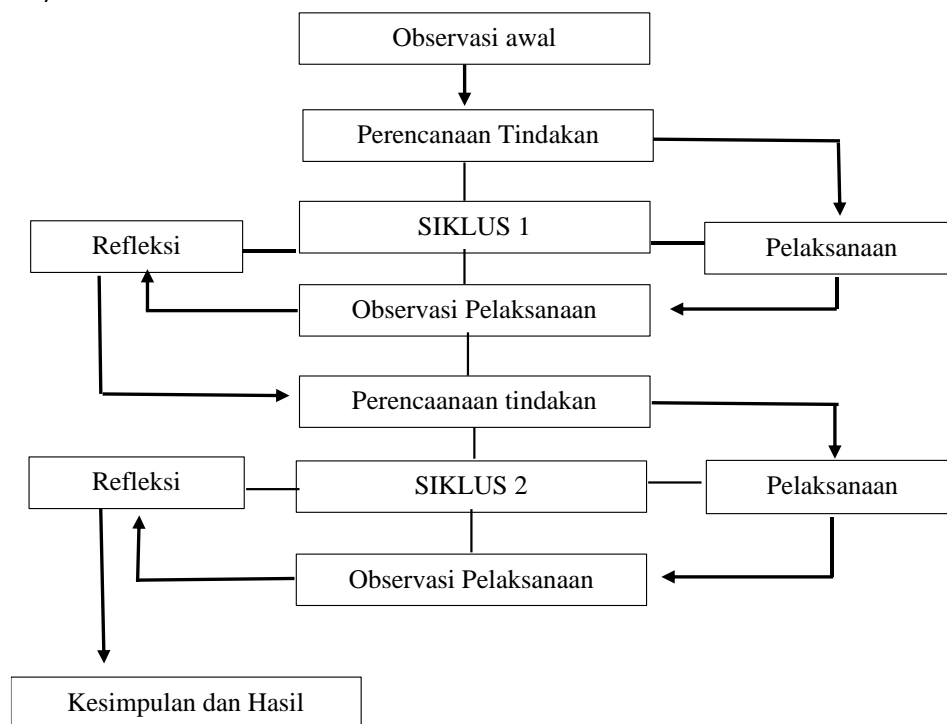 Observasi awal
Perencanaan Tindakan
SIKLUS 1
Refleksi
Pelaksanaan
Observasi Pelaksanaan
Perencaanaan tindakan
Refleksi
SIKLUS 2
Pelaksanaan
Observasi Pelaksanaan
Kesimpulan dan Hasil